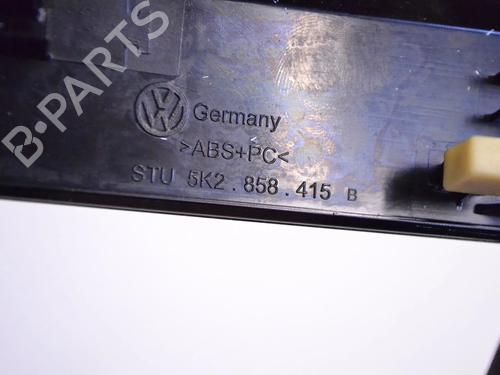 B-PARTS
Germany
>ABS+PC<
STU 5K2.858.415 B